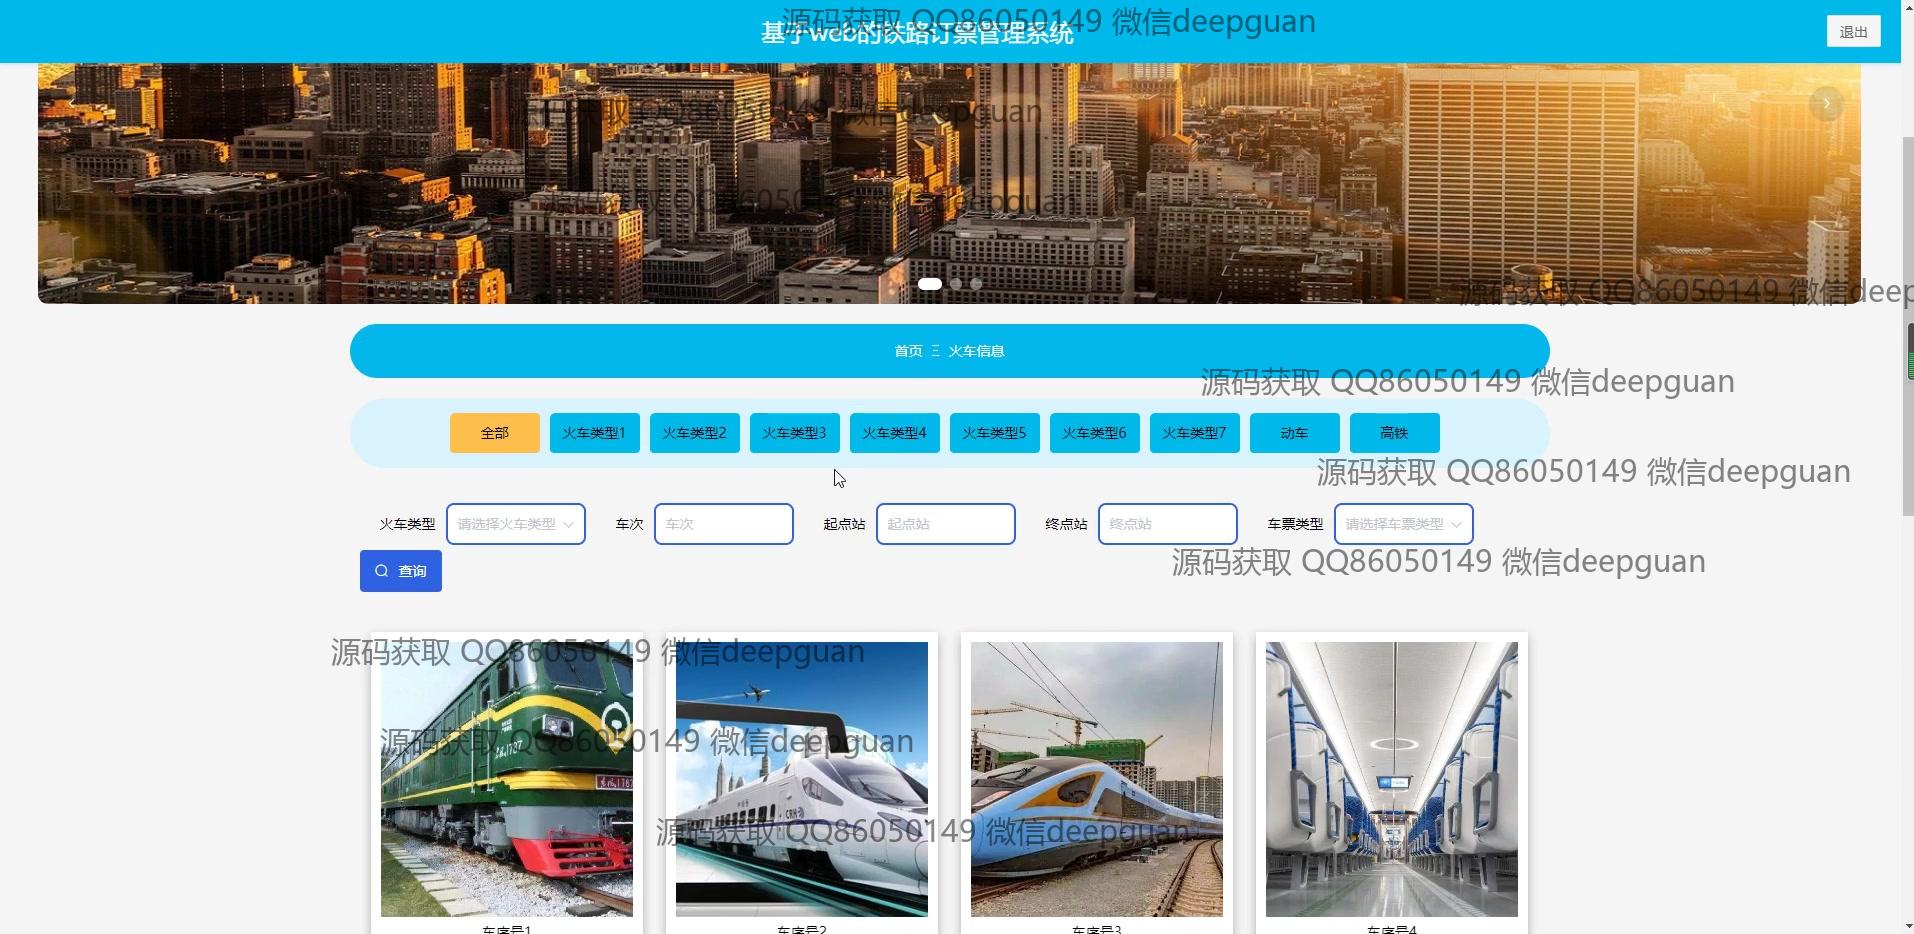 源码获取 QQ86050149 微信deepguan
基于web的铁路订票管理系统
退出
源码获取 QQ86050149 微信deepguan
源码获取 QQ86050149 微信deepguan
源码获取 QQ86050149 微信deep
首页 火车信息
源码获取 QQ86050149 微信deepguan
全部 火车类型1 火车类型2 火车类型3 火车类型4 火车类型5 火车类型6 火车类型7 动车 高铁
源码获取 QQ86050149 微信deepguan
火车类型 请选择火车类型 车次 车次 起点站 起点站 终点站 终点站 车票类型 请选择车票类型
源码获取 QQ86050149 微信deepguan
查询
源码获取 QQ86050149 微信deepguan
源码获取 QQ86050149 微信deepguan
源码获取 QQ86050149 微信deepguan
CRH
车序号1 车序号2 车序号3 车序号4